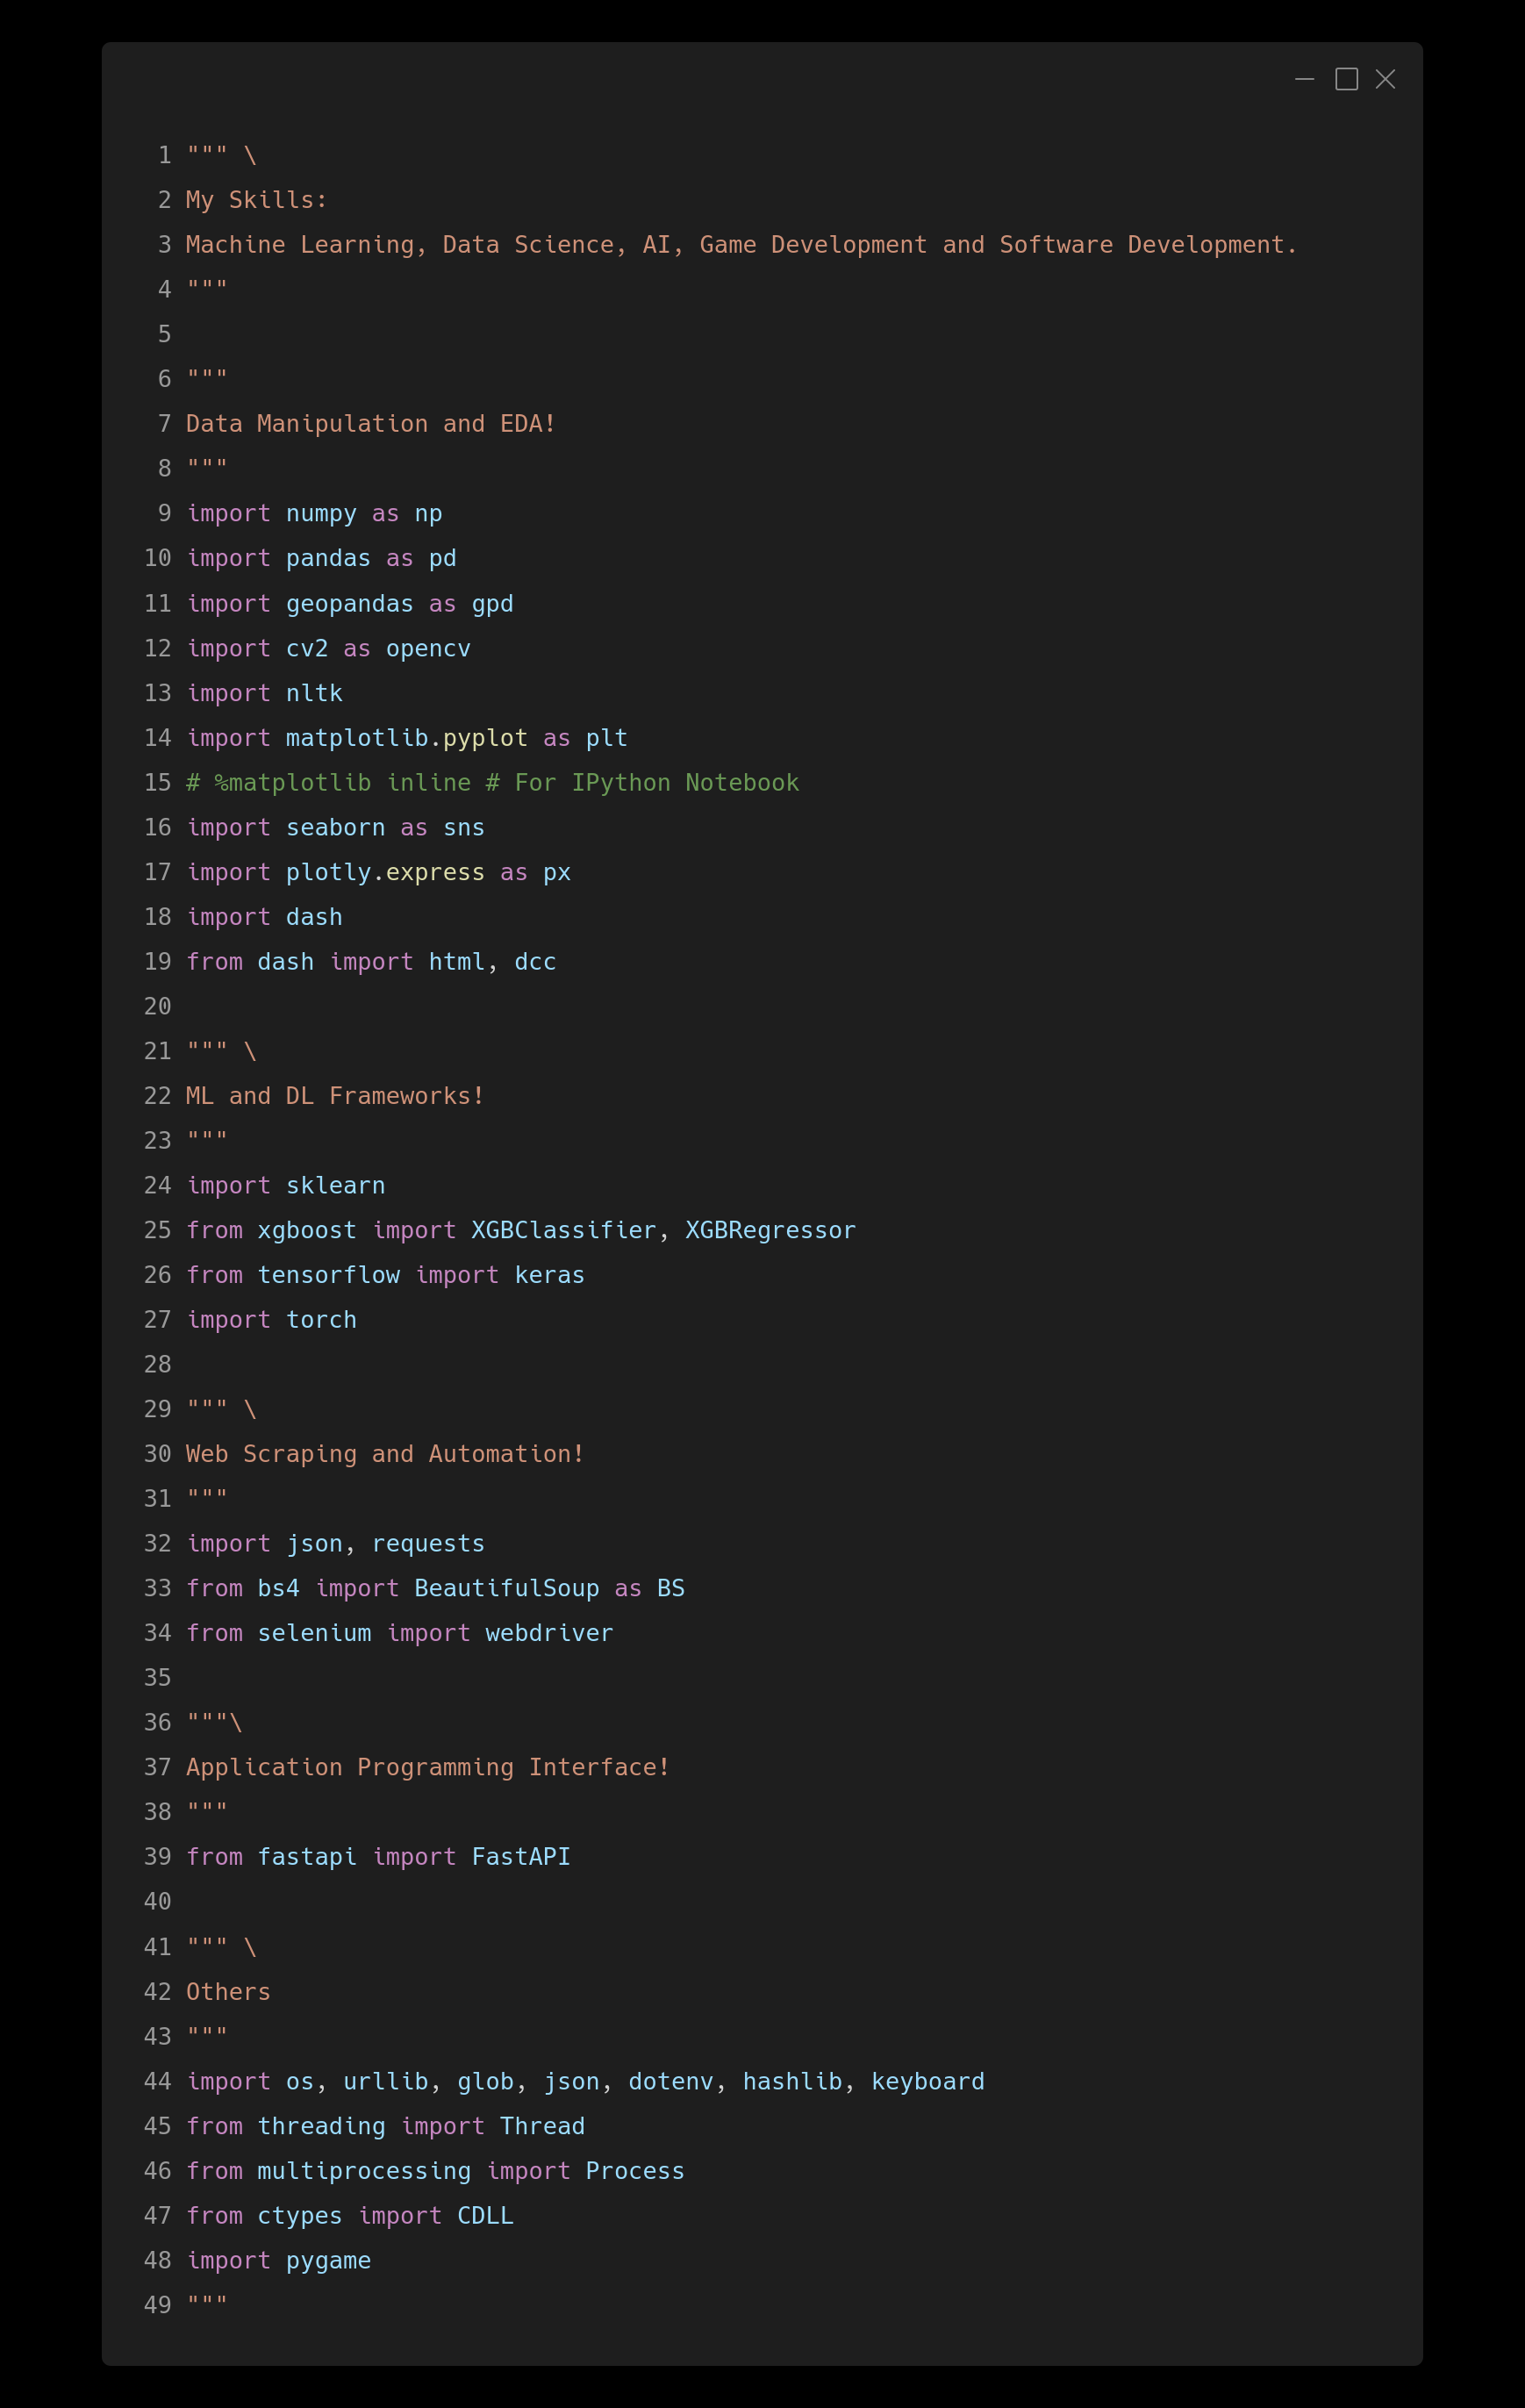 1 """ \
2 My Skills:
3 Machine Learning, Data Science, AI, Game Development and Software Development.
4 """
5
6 """
7 Data Manipulation and EDA!
8 """
9 import numpy as np
10 import pandas as pd
11 import geopandas as gpd
12 import cv2 as opencv
13 import nltk
14 import matplotlib.pyplot as plt
15 # %matplotlib inline # For IPython Notebook
16 import seaborn as sns
17 import plotly.express as px
18 import dash
19 from dash import html, dcc
20
21 """ \
22 ML and DL Frameworks!
23 """
24 import sklearn
25 from xgboost import XGBClassifier, XGBRegressor
26 from tensorflow import keras
27 import torch
28
29 """ \
30 Web Scraping and Automation!
31 """
32 import json, requests
33 from bs4 import BeautifulSoup as BS
34 from selenium import webdriver
35
36 """\
37 Application Programming Interface!
38 """
39 from fastapi import FastAPI
40
41 """ \
42 Others
43 """
44 import os, urllib, glob, json, dotenv, hashlib, keyboard
45 from threading import Thread
46 from multiprocessing import Process
47 from ctypes import CDLL
48 import pygame
49 """